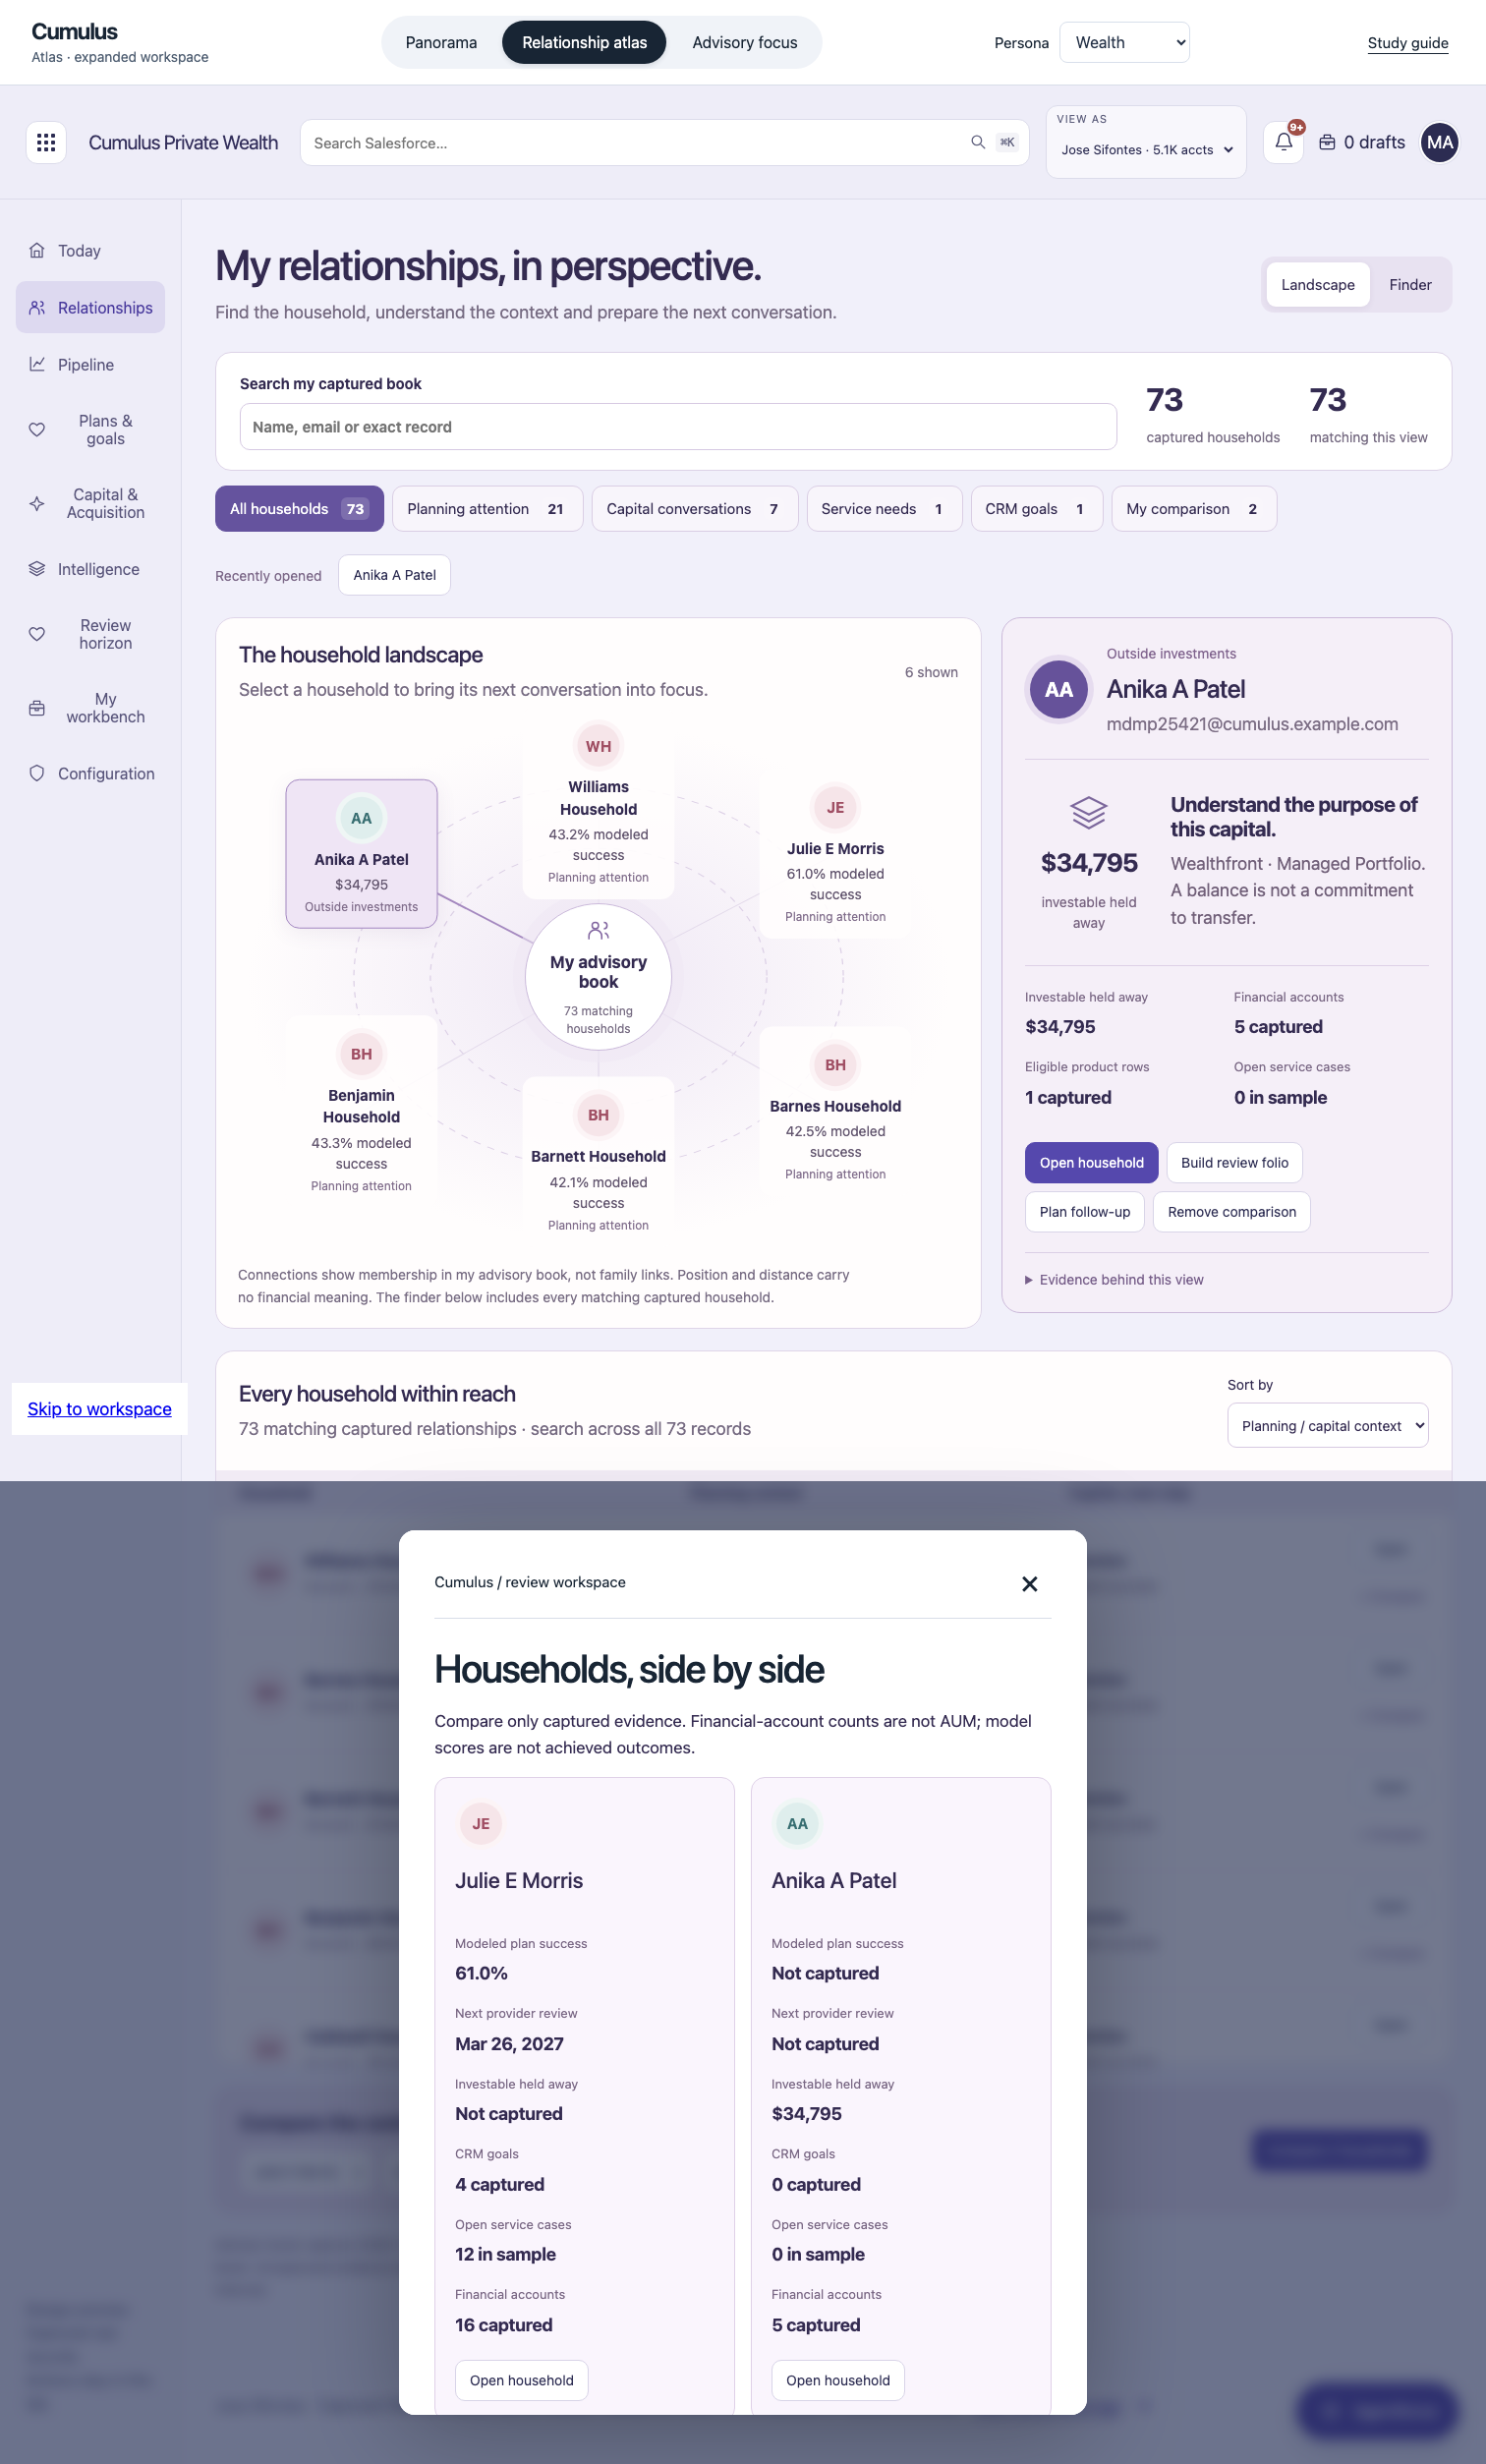 Cumulus
Atlas · expanded workspace
Panorama
Relationship atlas
Advisory focus
Persona
Wealth
Study guide
Cumulus Private Wealth
Search Salesforce...
⌘K
VIEW AS
Jose Sifontes · 5.1K accts
9+
0 drafts
MA
Today
Relationships
Pipeline
Plans &
goals
Capital &
Acquisition
Intelligence
Review
horizon
My
workbench
Configuration
Skip to workspace
My relationships, in perspective.
Find the household, understand the context and prepare the next conversation.
Landscape
Finder
Search my captured book
Name, email or exact record
73
captured households
73
matching this view
All households 73
Planning attention 21
Capital conversations 7
Service needs 1
CRM goals 1
My comparison 2
Recently opened
Anika A Patel
The household landscape
Select a household to bring its next conversation into focus.
6 shown
WH
Williams
Household
43.2% modeled
success
Planning attention
AA
Anika A Patel
$34,795
Outside investments
JE
Julie E Morris
61.0% modeled
success
Planning attention
My advisory
book
73 matching
households
BH
Benjamin
Household
43.3% modeled
success
Planning attention
BH
Barnett Household
42.1% modeled
success
Planning attention
BH
Barnes Household
42.5% modeled
success
Planning attention
Connections show membership in my advisory book, not family links. Position and distance carry
no financial meaning. The finder below includes every matching captured household.
AA
Outside investments
Anika A Patel
mdmp25421@cumulus.example.com
$34,795
investable held
away
Understand the purpose of
this capital.
Wealthfront · Managed Portfolio.
A balance is not a commitment
to transfer.
Investable held away
$34,795
Financial accounts
5 captured
Eligible product rows
1 captured
Open service cases
0 in sample
Open household
Build review folio
Plan follow-up
Remove comparison
Evidence behind this view
Every household within reach
73 matching captured relationships · search across all 73 records
Sort by
Planning / capital context
Cumulus / review workspace
Households, side by side
Compare only captured evidence. Financial-account counts are not AUM; model
scores are not achieved outcomes.
JE
Julie E Morris
Modeled plan success
61.0%
Next provider review
Mar 26, 2027
Investable held away
Not captured
CRM goals
4 captured
Open service cases
12 in sample
Financial accounts
16 captured
Open household
AA
Anika A Patel
Modeled plan success
Not captured
Next provider review
Not captured
Investable held away
$34,795
CRM goals
0 captured
Open service cases
0 in sample
Financial accounts
5 captured
Open household